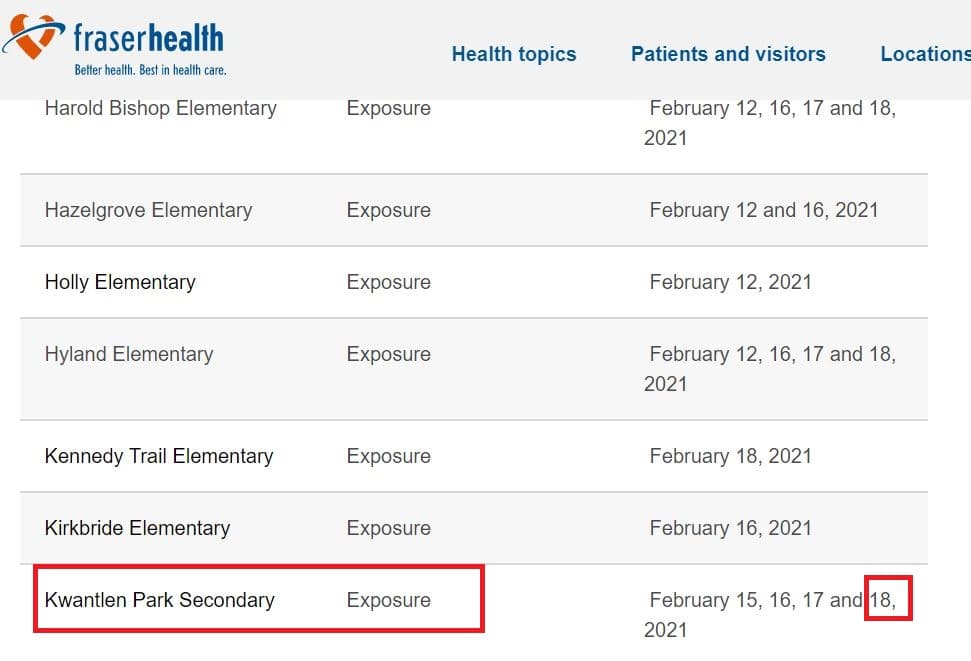 fraserhealth
Better health. Best in health care.
Health topics Patients and visitors Locations
Harold Bishop Elementary Exposure February 12, 16, 17 and 18,
2021
Hazelgrove Elementary Exposure February 12 and 16, 2021
Holly Elementary Exposure February 12, 2021
Hyland Elementary Exposure February 12, 16, 17 and 18,
2021
Kennedy Trail Elementary Exposure February 18, 2021
Kirkbride Elementary Exposure February 16, 2021
Kwantlen Park Secondary Exposure February 15, 16, 17 and 18,
2021